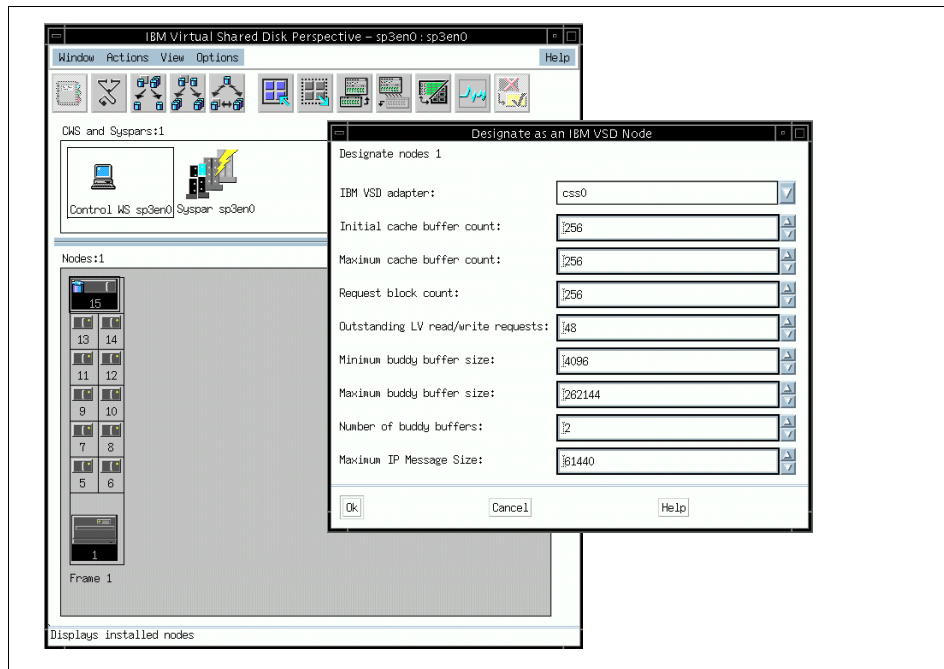 IBM Virtual Shared Disk Perspective – sp3en0 : sp3en0
Window Actions View Options Help
CWS and Syspars:1
Control WS sp3en0 Syspar sp3en0
Nodes:1
15
13 14
11 12
9 10
7 8
5 6
1
Frame 1
Displays installed nodes
Designate as an IBM VSD Node
Designate nodes 1
IBM VSD adapter: css0
Initial cache buffer count: 256
Maximum cache buffer count: 256
Request block count: 256
Outstanding LV read/write requests: 48
Minimum buddy buffer size: 4096
Maximum buddy buffer size: 262144
Number of buddy buffers: 2
Maximum IP Message Size: 61440
Ok Cancel Help